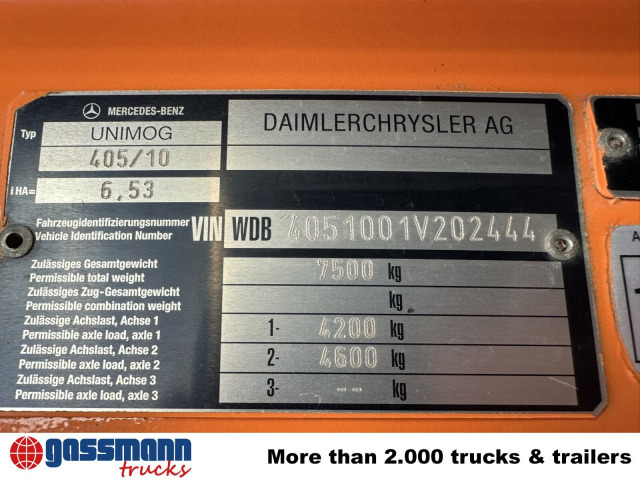 MERCEDES-BENZ
Typ UNIMOG
405/10
iHA= 6,53
DAIMLERCHRYSLER AG
Fahrzeugidentifizierungsnummer
Vehicle Identification Number
VIN WDB 4051001V202444
Zulässiges Gesamtgewicht
Permissible total weight
7500 kg
Zulässiges Zug-Gesamtgewicht
Permissible combination weight
kg
Zulässige Achslast, Achse 1
Permissible axle load, axle 1
1- 4200 kg
Zulässige Achslast, Achse 2
Permissible axle load, axle 2
2- 4600 kg
Zulässige Achslast, Achse 3
Permissible axle load, axle 3
3- kg
gassmann
trucks
More than 2.000 trucks & trailers